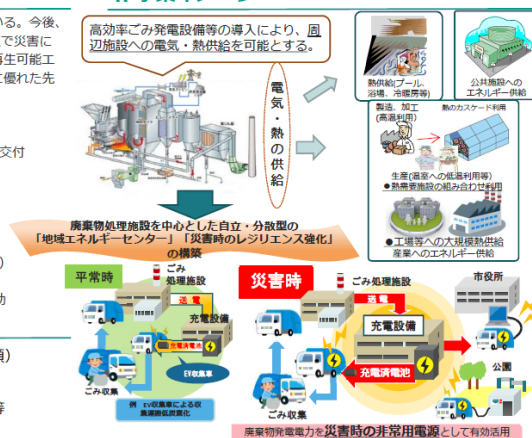 いる。今後、
で災害に
再生可能エ
に優れた先
交付
)
効
項)
等
高効率ごみ発電設備等の導入により、周
辺施設への電気・熱供給を可能とする。
電気・熱の供給
熱供給(プール、
浴場、冷暖房等)
公共施設への
エネルギー供給
製造、加工
(高温利用)
熱のカスケード利用
生産(温室への低温利用等)
●熱需要施設の組み合わせ利用
●工場等への大規模熱供給
産業へのエネルギー供給
廃棄物処理施設を中心とした自立・分散型の
「地域エネルギーセンター」「災害時のレジリエンス強化」
の構築
平常時
ごみ
処理施設
送電
充電設備
充電済電池
EV収集車
ごみ収集
例 EV収集車による収
集運搬低炭素化
災害時
ごみ処理施設
送電
充電設備
充電済電池
ごみ収集
市役所
公園
廃棄物発電電力を災害時の非常用電源として有効活用